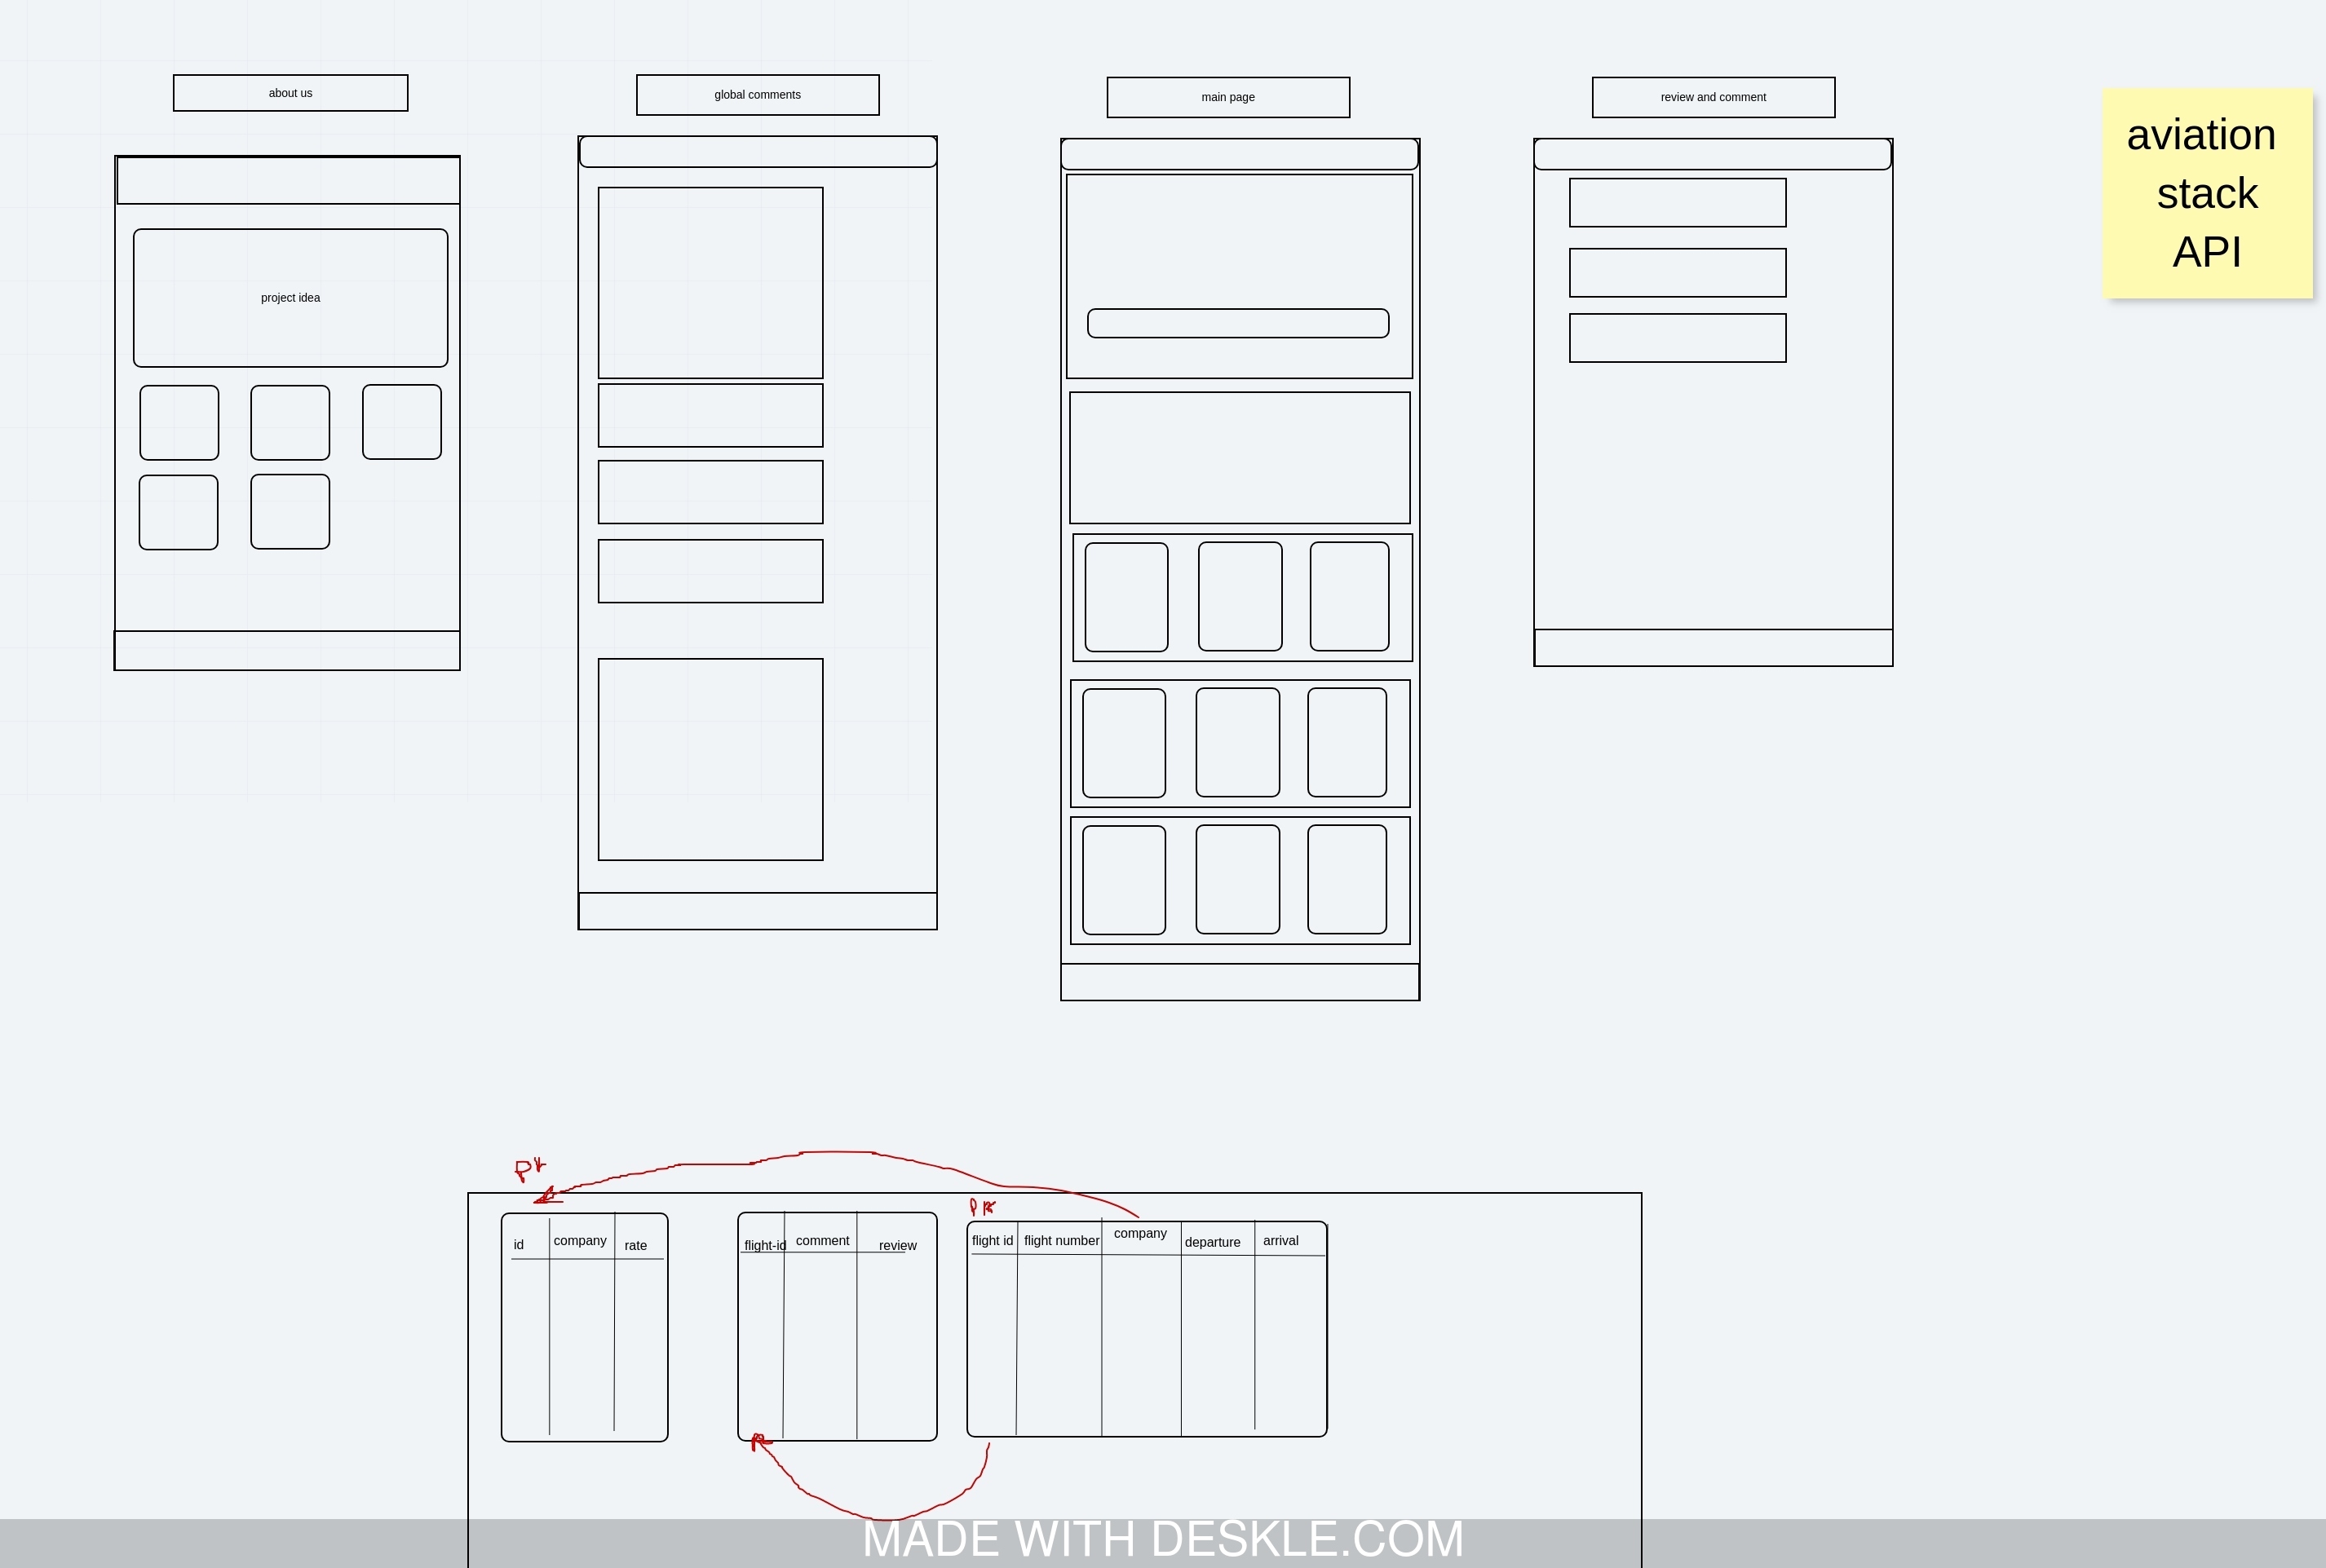 about us
global comments
main page
review and comment
aviation
stack
API
project idea
PK
PK
id
company
rate
flight-id
comment
review
flight id
flight number
company
departure
arrival
MADE WITH DESKLE.COM